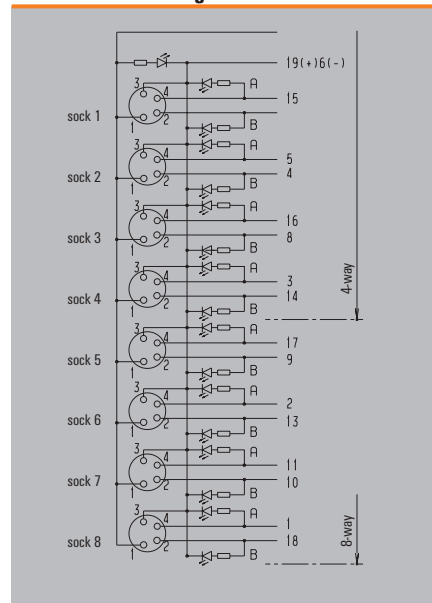 19(+)6(-)
3 A
4 15
sock 1 2
1 B
3 A
4 5
4
sock 2 2
1 B
3 A
4 16
8
sock 3 2
1 B
3 A
4 3
14
sock 4 2
1 B
4-way
3 A
4 17
9
sock 5 2
1 B
3 A
4 2
13
sock 6 2
1 B
3 A
4 11
10
sock 7 2
1 B
3 A
4 1
18
sock 8 2
1 B
8-way